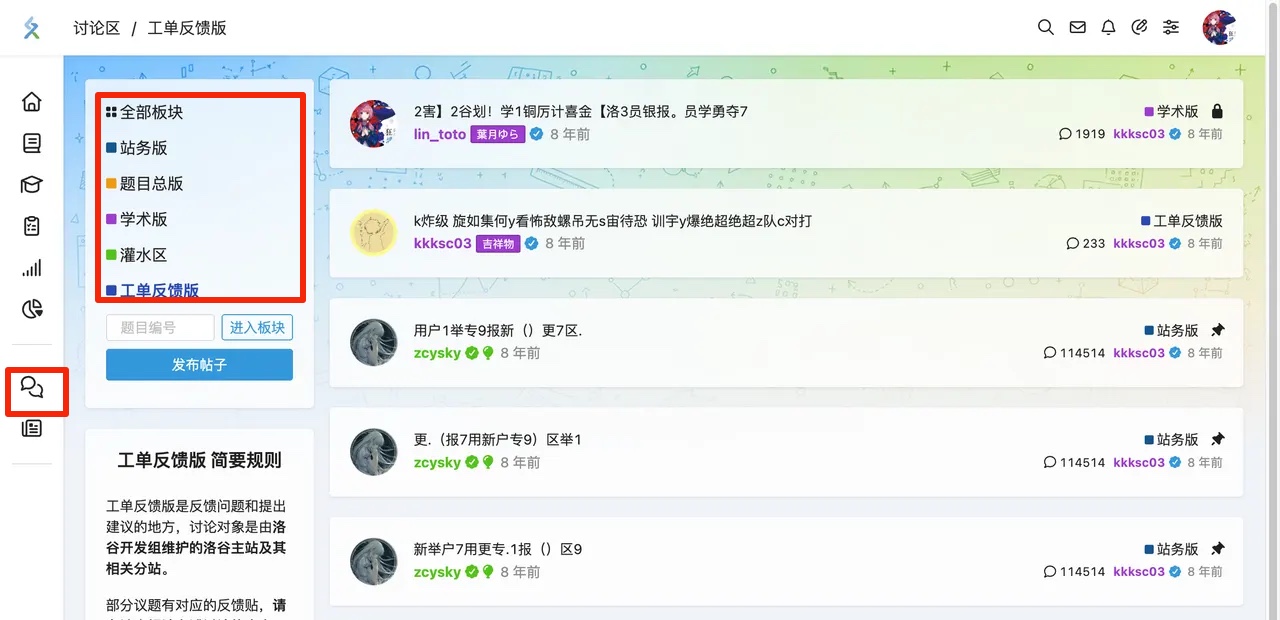 讨论区 / 工单反馈版
全部板块
站务版
题目总版
学术版
灌水区
工单反馈版
题目编号 进入板块
发布帖子
工单反馈版 简要规则
工单反馈版是反馈问题和提出
建议的地方，讨论对象是由洛
谷开发组维护的洛谷主站及其
相关分站。
部分议题有对应的反馈贴，请
2害】2谷划！学1铜厉计喜金【洛3员银报。员学勇夺7
学术版
lin_toto 葉月ゆら 8 年前
1919 kkksc03 8 年前
k炸级 旋如集何y看怖敌螺吊无s宙待恐 训宇y爆绝超绝超z队c对打
工单反馈版
kkksc03 吉祥物 8 年前
233 kkksc03 8 年前
用户1举专9报新（）更7区.
站务版
zcysky 8 年前
114514 kkksc03 8 年前
更.（报7用新户专9）区举1
站务版
zcysky 8 年前
114514 kkksc03 8 年前
新举户7用更专.1报（）区9
站务版
zcysky 8 年前
114514 kkksc03 8 年前